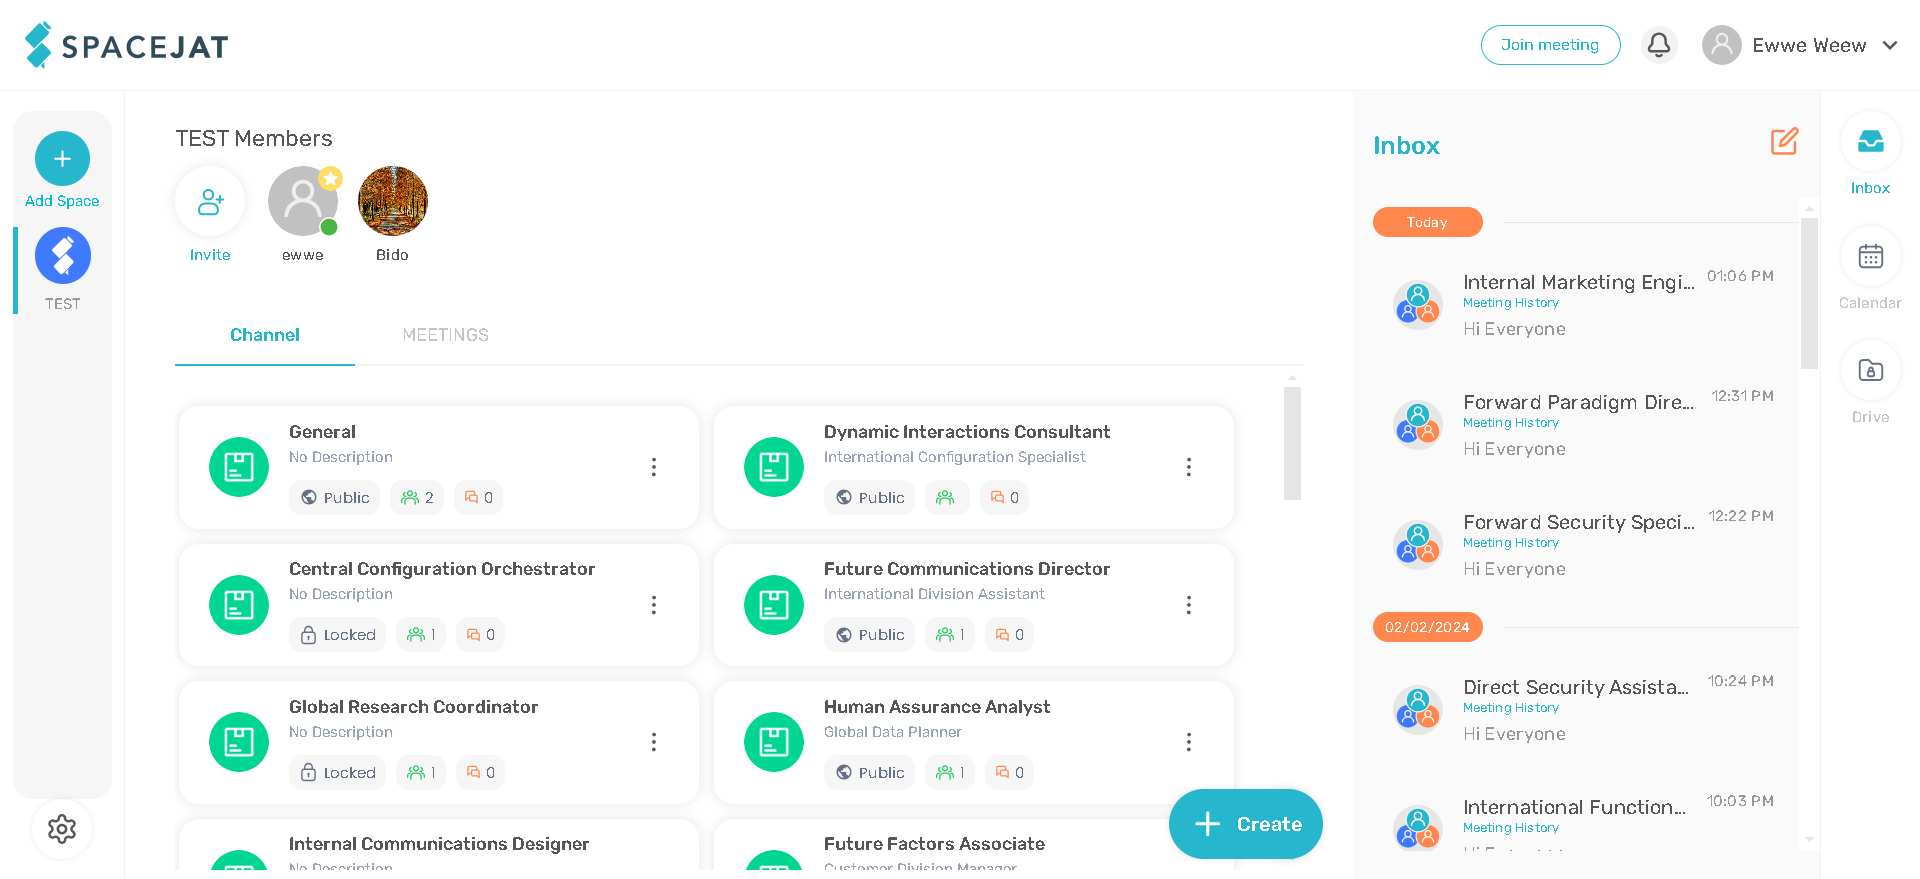 SPACEJAT
Join meeting
Ewwe Weew
Add Space
TEST
TEST Members
Invite
ewwe
Bido
Channel
MEETINGS
General
No Description
Public
2
0
Dynamic Interactions Consultant
International Configuration Specialist
Public
0
Central Configuration Orchestrator
No Description
Locked
1
0
Future Communications Director
International Division Assistant
Public
1
0
Global Research Coordinator
No Description
Locked
1
0
Human Assurance Analyst
Global Data Planner
Public
1
0
Internal Communications Designer
No Description
Future Factors Associate
Customer Division Manager
Create
Inbox
Today
Internal Marketing Engi...
01:06 PM
Meeting History
Hi Everyone
Forward Paradigm Dire...
12:31 PM
Meeting History
Hi Everyone
Forward Security Speci...
12:22 PM
Meeting History
Hi Everyone
02/02/2024
Direct Security Assista...
10:24 PM
Meeting History
Hi Everyone
International Function...
10:03 PM
Meeting History
Inbox
Calendar
Drive